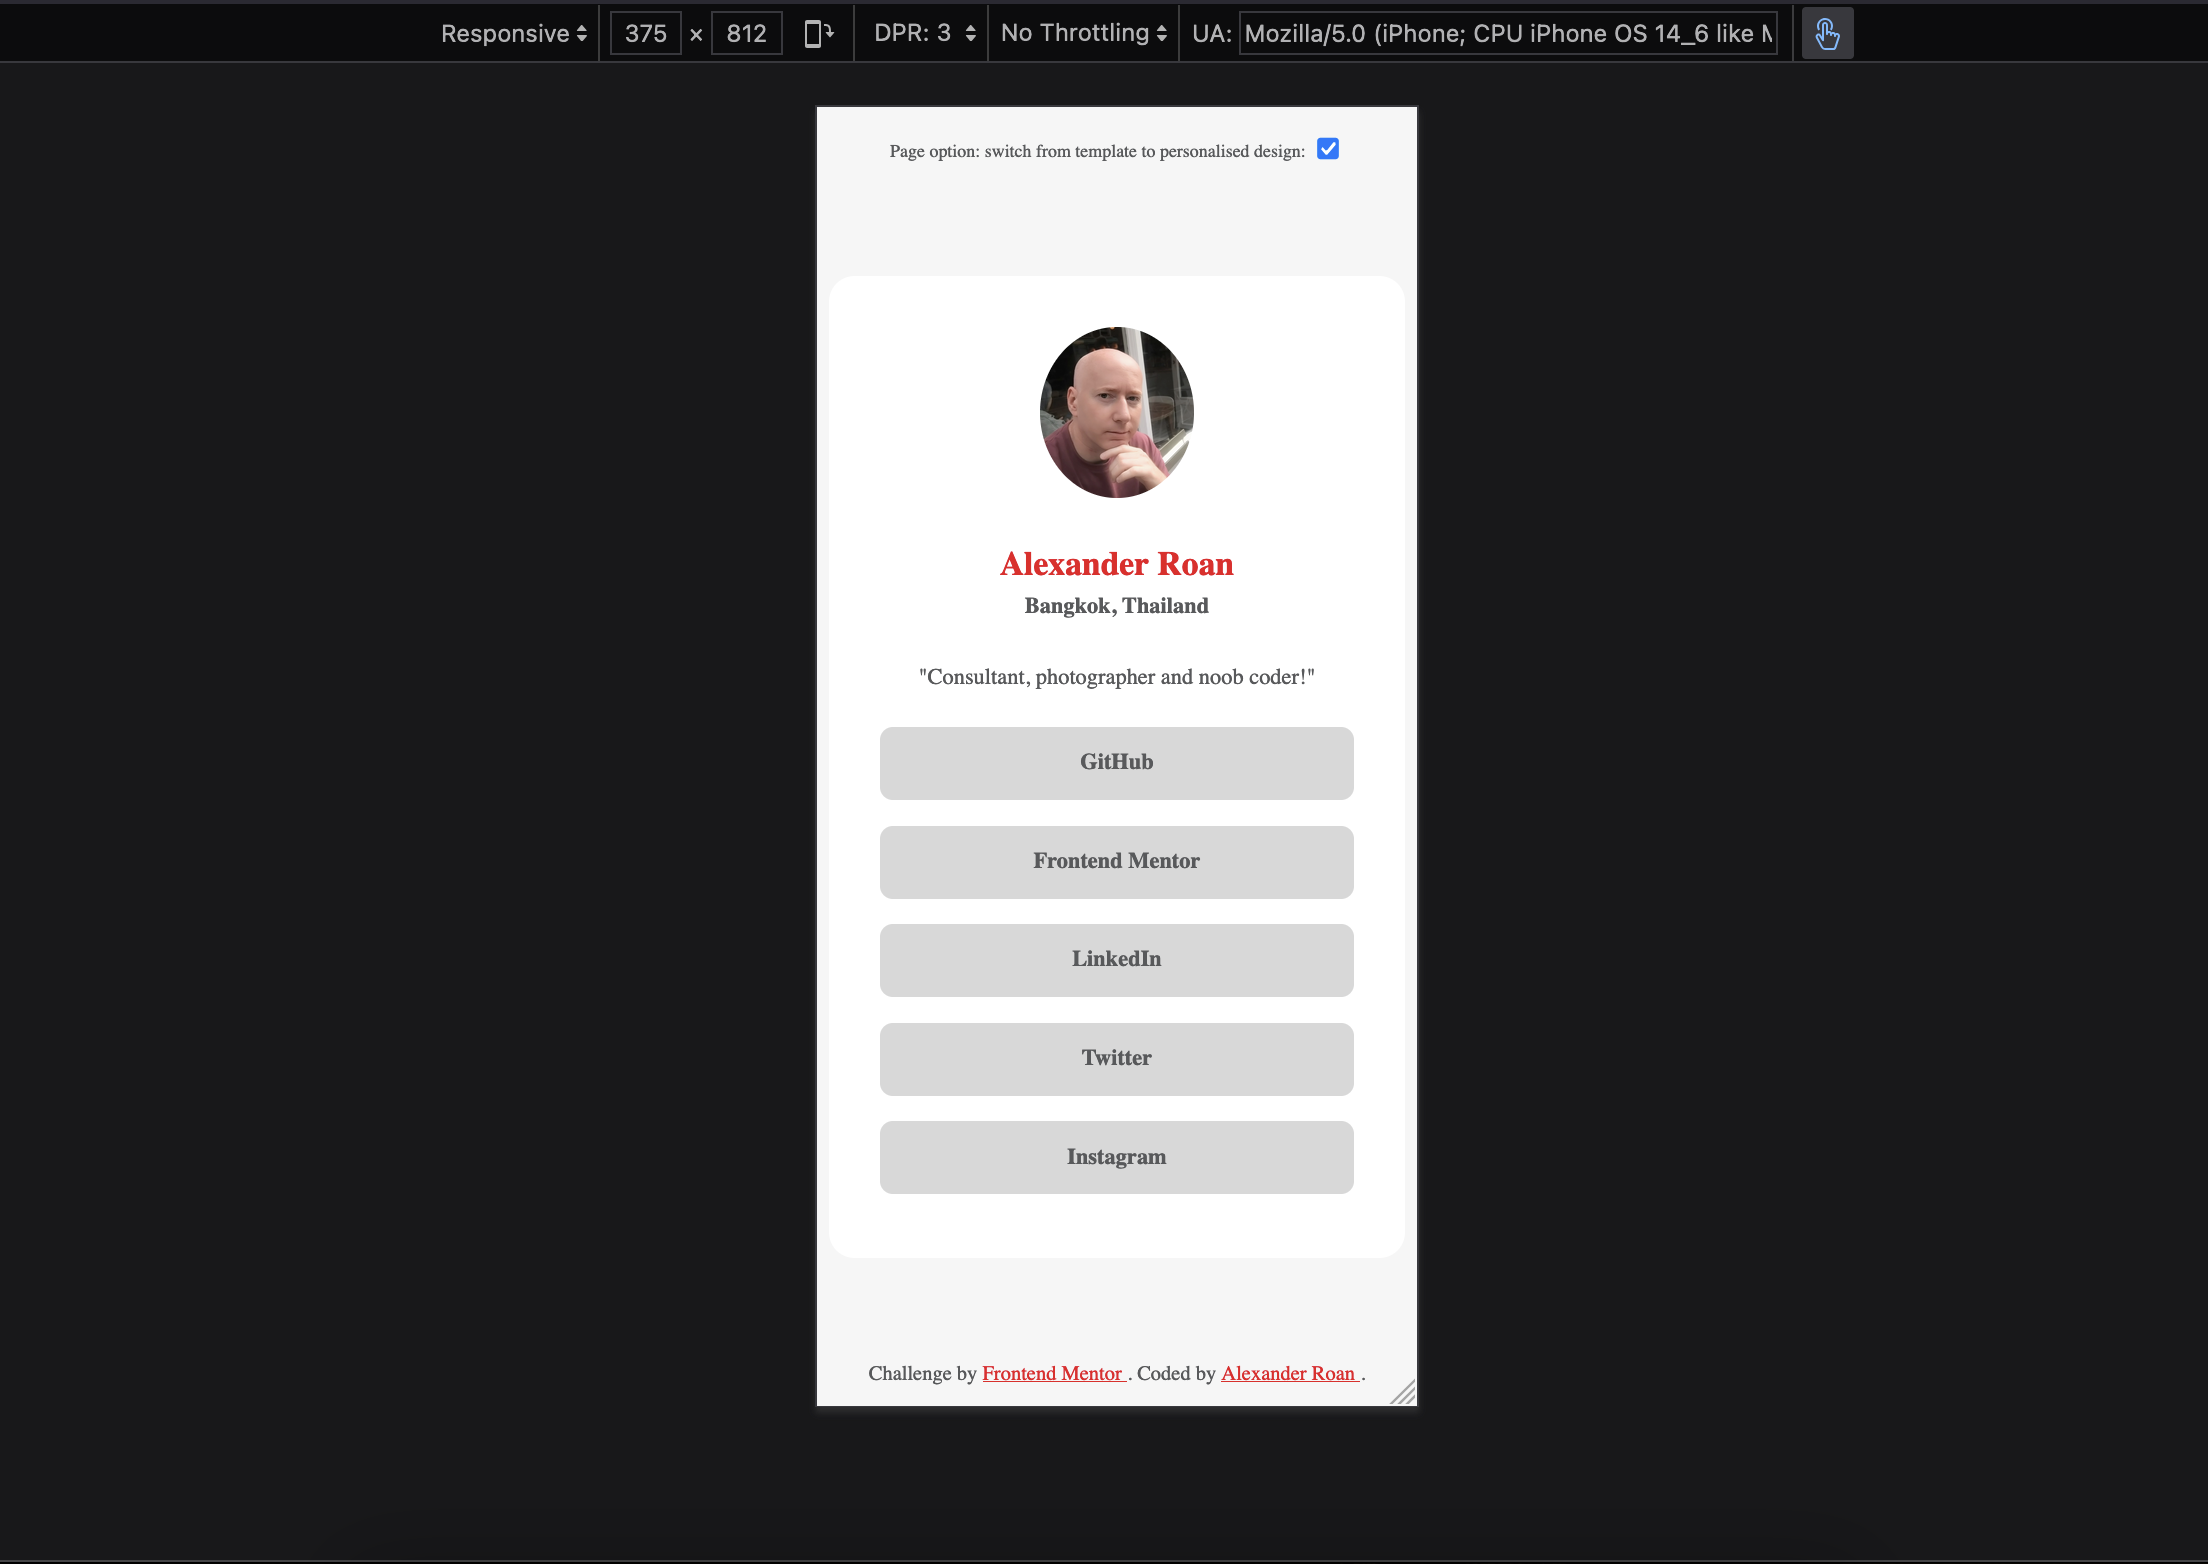 Responsive 375 × 812 DPR: 3 No Throttling UA: Mozilla/5.0 (iPhone; CPU iPhone OS 14_6 like M
Page option: switch from template to personalised design:
Alexander Roan
Bangkok, Thailand
"Consultant, photographer and noob coder!"
GitHub
Frontend Mentor
LinkedIn
Twitter
Instagram
Challenge by Frontend Mentor . Coded by Alexander Roan .